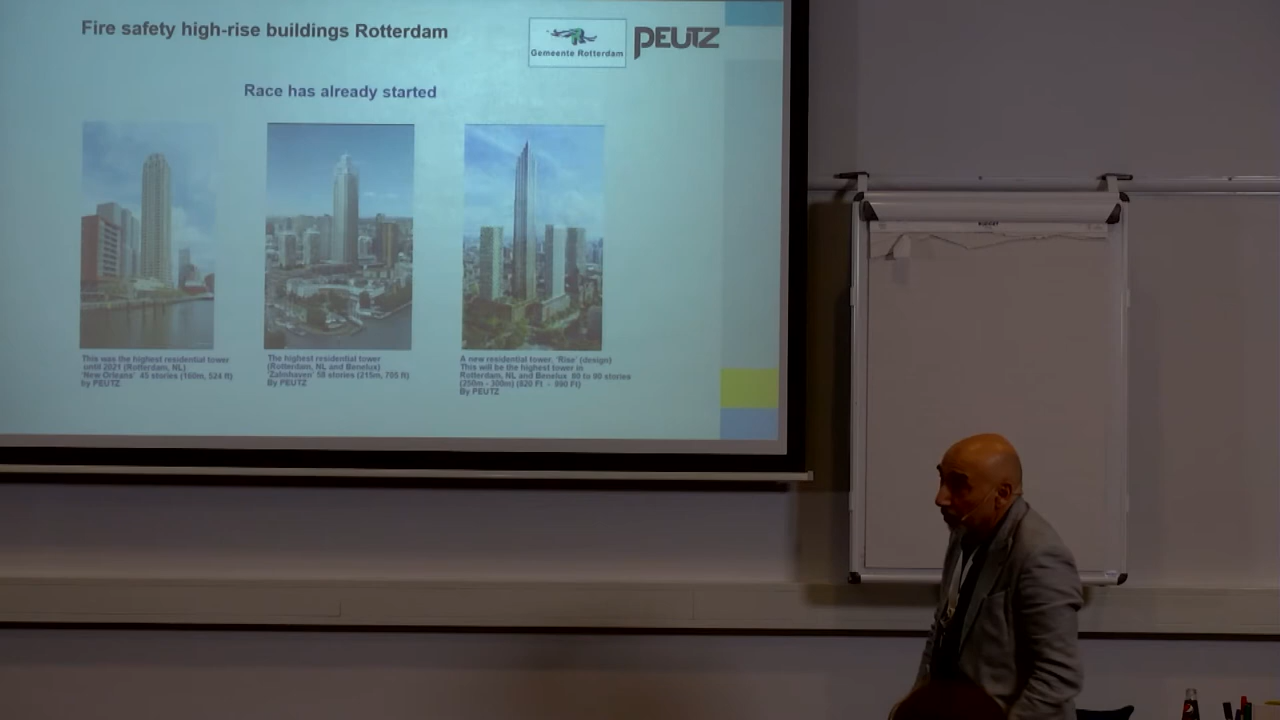 Fire safety high-rise buildings Rotterdam
Gemeente Rotterdam
PEUTZ
Race has already started
This was the highest residential tower
until 2021 (Rotterdam, NL)
'New Orleans' 45 stories (160m, 524 ft)
by PEUTZ
The highest residential tower
(Rotterdam, NL and Benelux)
'Zalmhaven' 58 stories (215m, 705 ft)
By PEUTZ
A new residential tower, 'Rise' (design)
This will be the highest tower in
Rotterdam, NL and Benelux 80 to 90 stories
(250m - 300m) (820 Ft - 990 Ft)
By PEUTZ